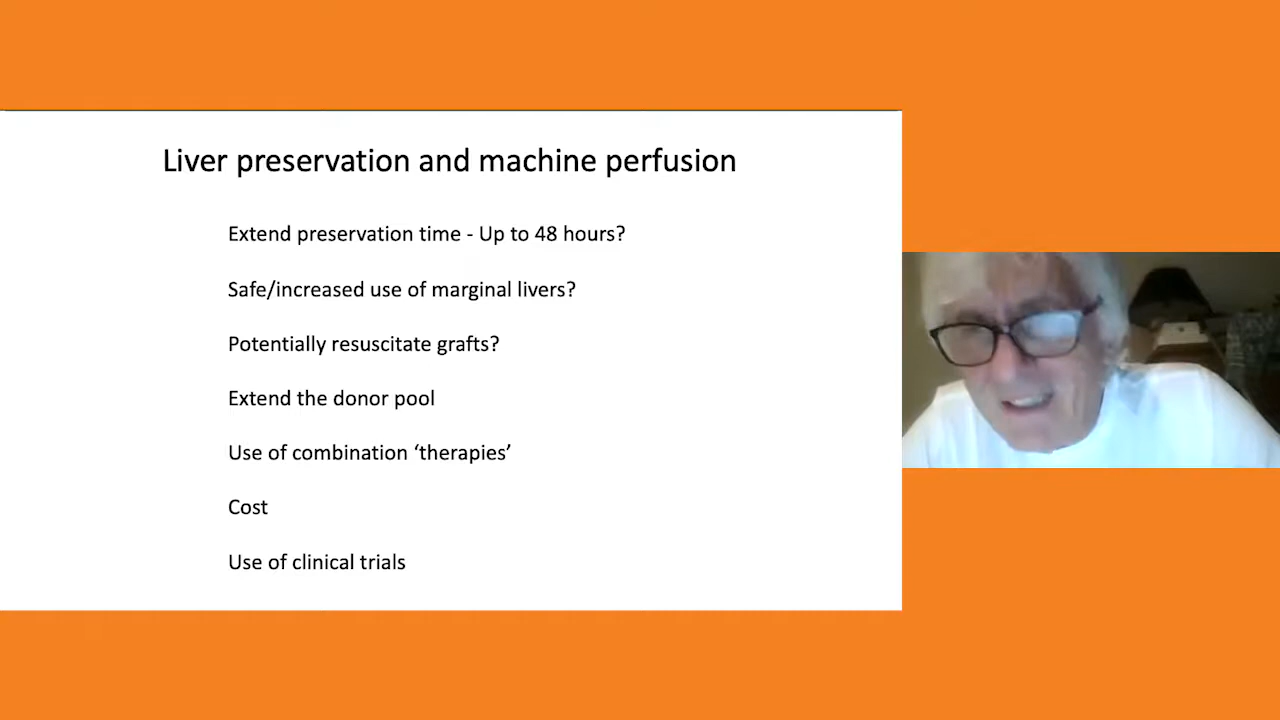 Liver preservation and machine perfusion
Extend preservation time - Up to 48 hours?
Safe/increased use of marginal livers?
Potentially resuscitate grafts?
Extend the donor pool
Use of combination ‘therapies’
Cost
Use of clinical trials